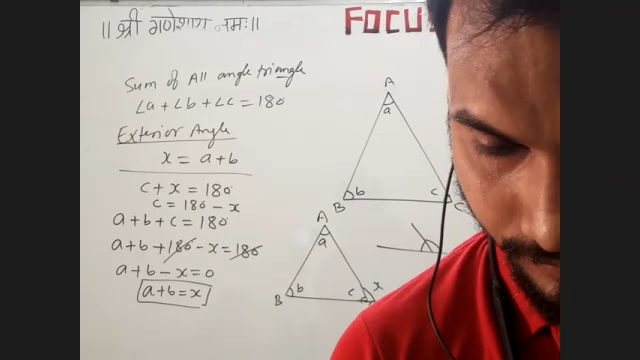 ॥ श्री गणेशाय नमः॥
FOCU
Sum of All angle triangle
∠a + ∠b + ∠c = 180
Exterior Angle
x = a + b
c + x = 180
c = 180 - x
a + b + c = 180
a + b + 180 - x = 180
a + b - x = 0
a + b = x
A
a
b
c
B
C
A
a
b
c
x
B